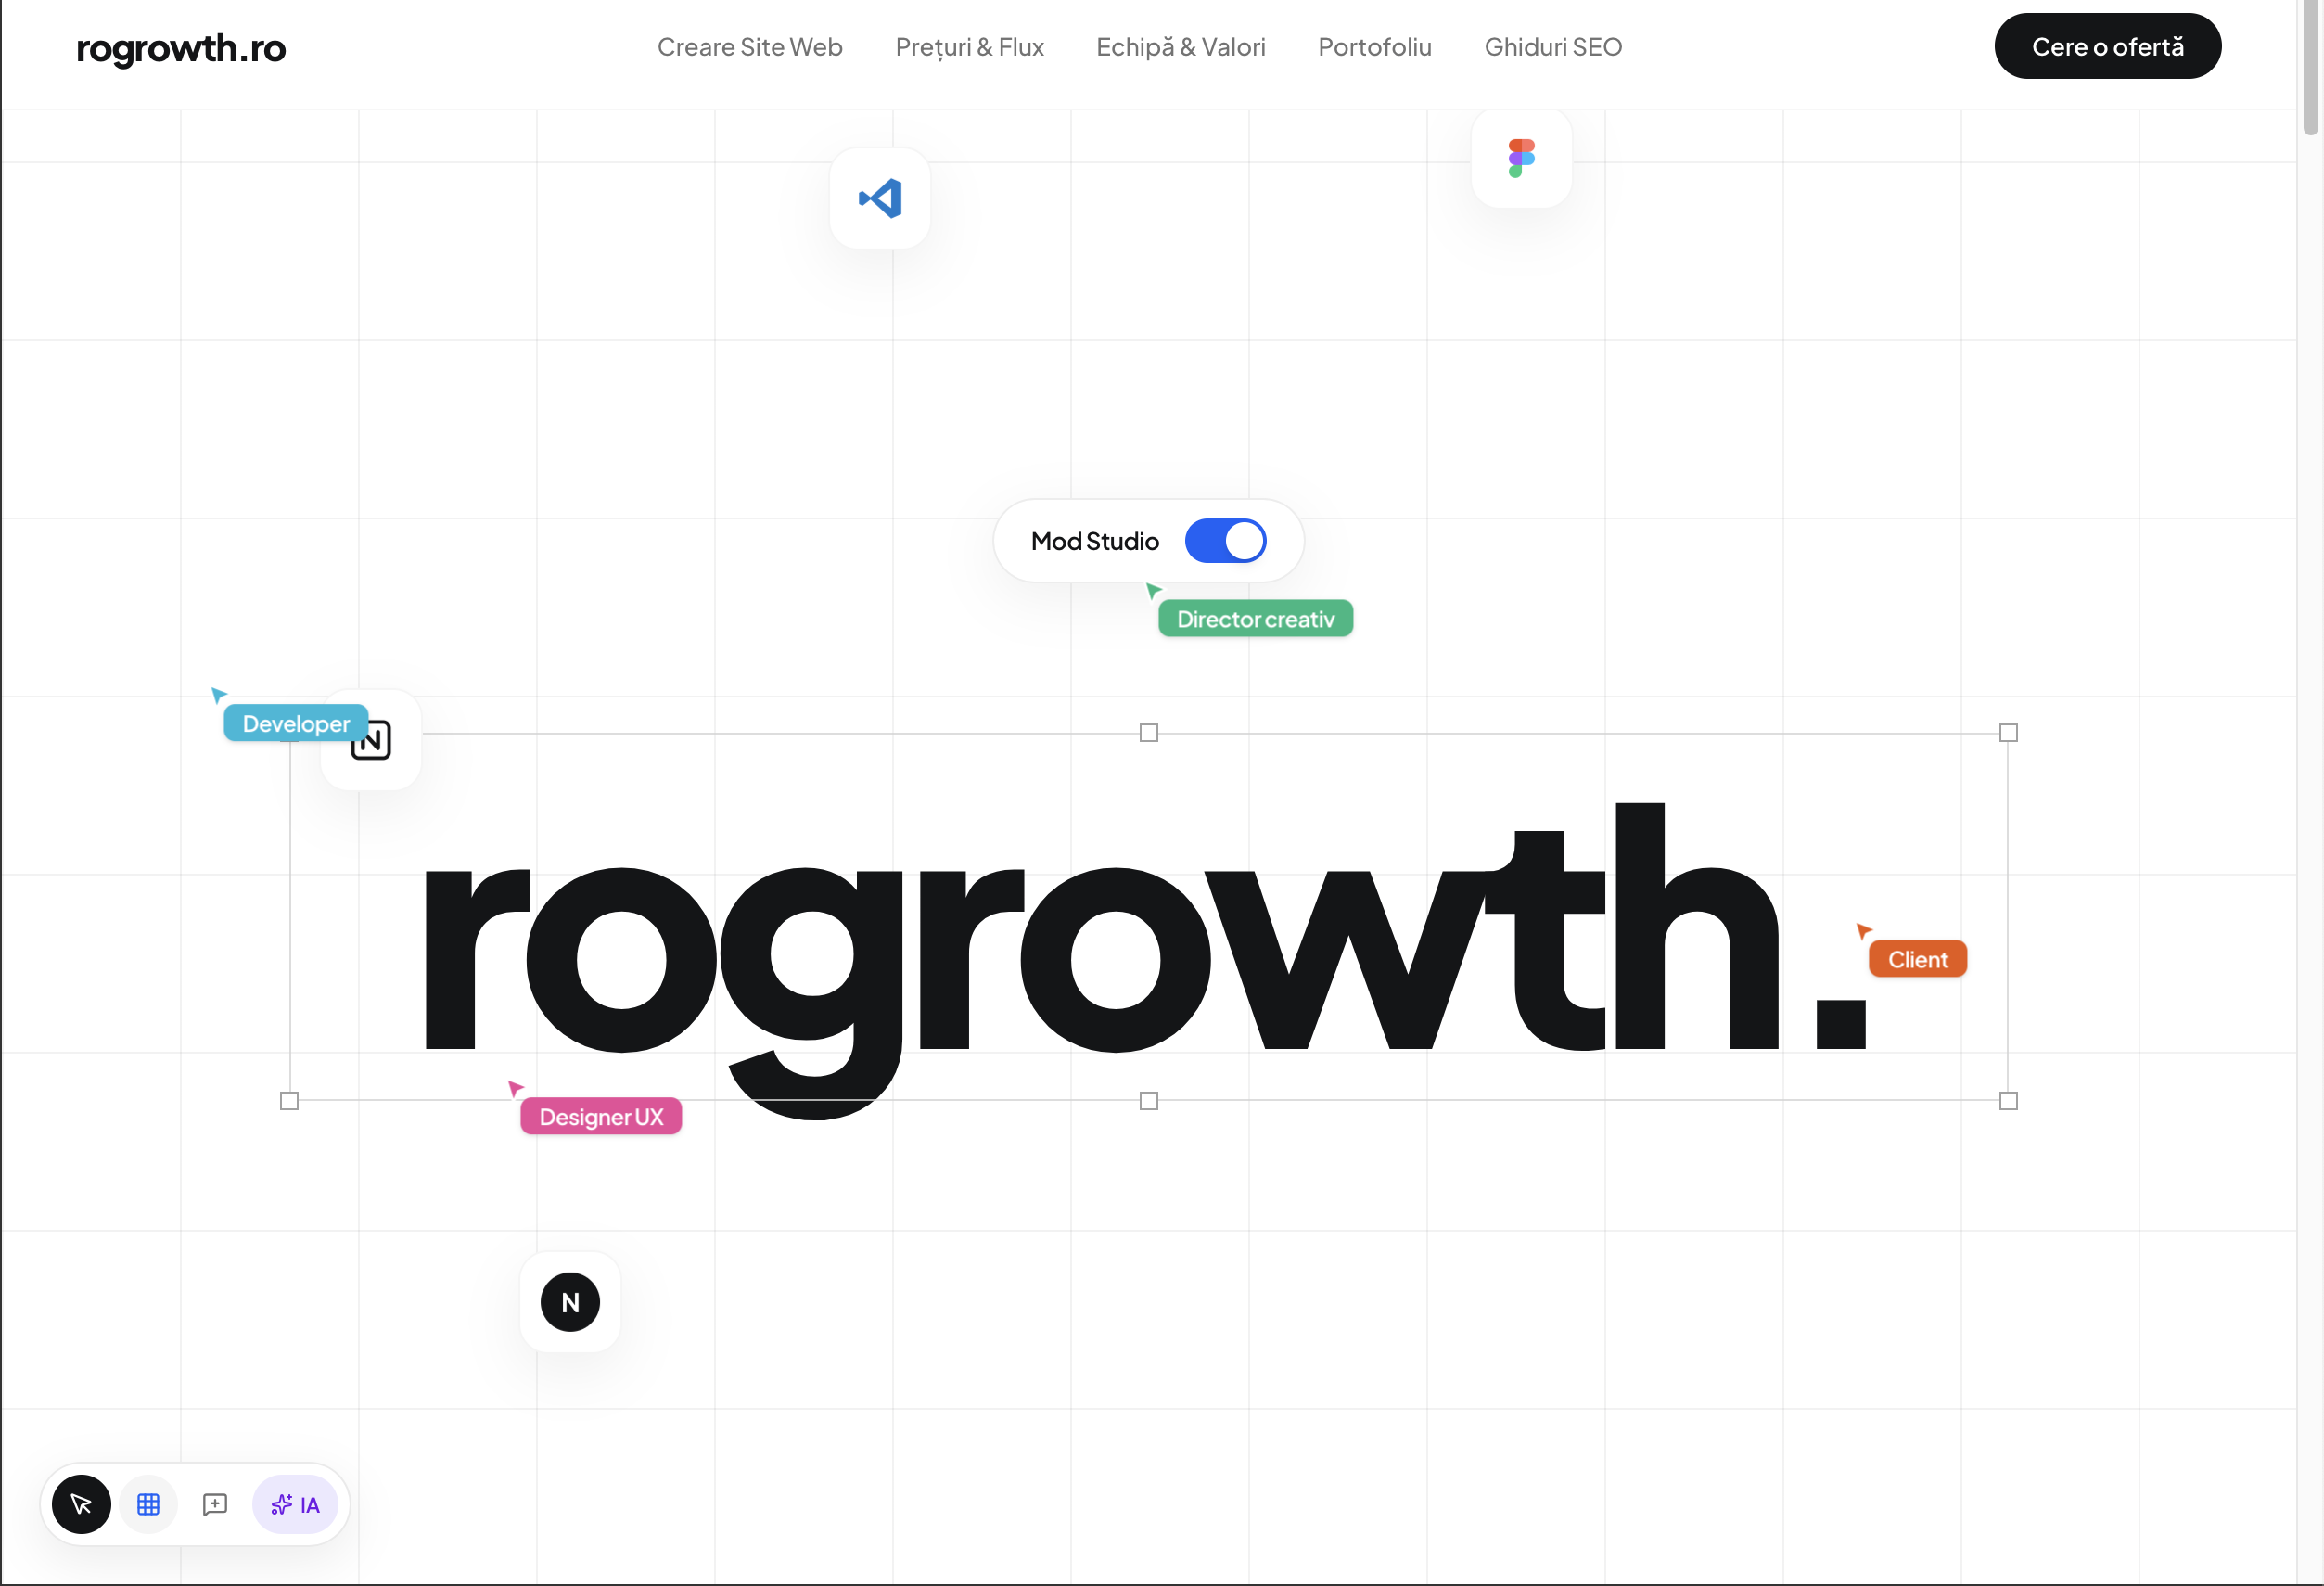 rogrowth.ro
Creare Site Web
Prețuri & Flux
Echipă & Valori
Portofoliu
Ghiduri SEO
Cere o ofertă
Mod Studio
Director creativ
Developer
N
rogrowth.
Client
Designer UX
N
IA